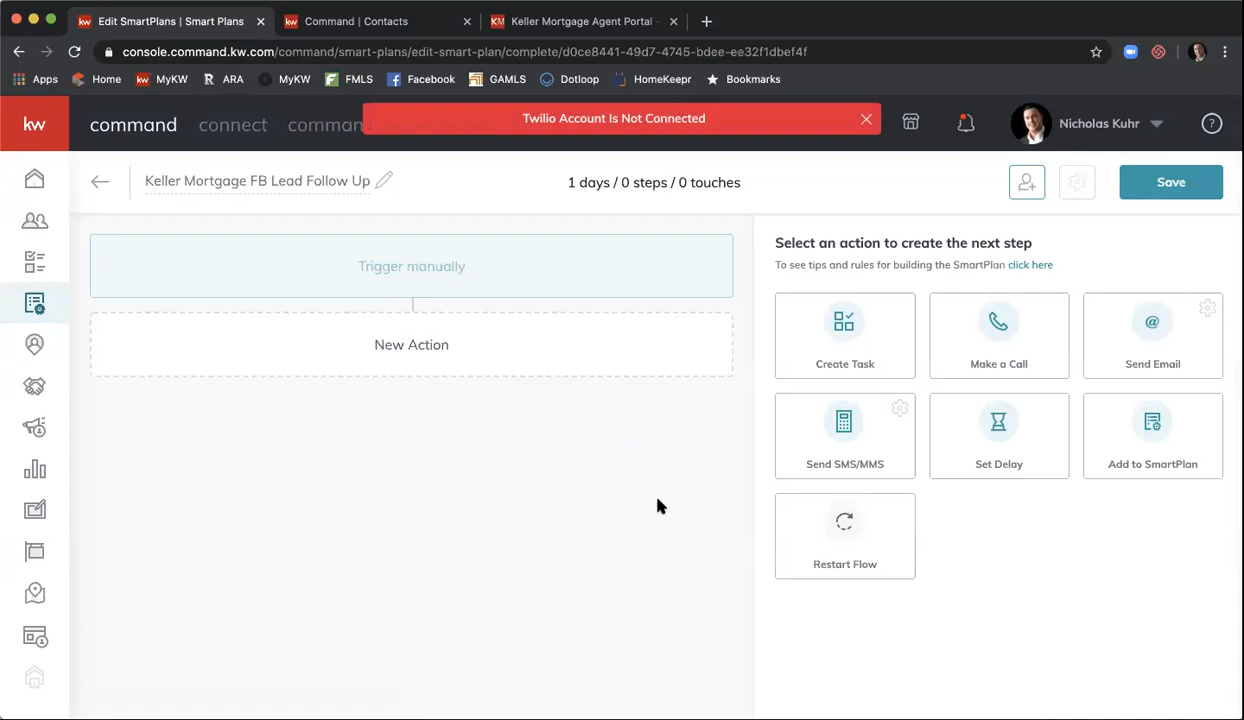 kw Edit SmartPlans | Smart Plans
kw Command | Contacts
KM Keller Mortgage Agent Portal
console.command.kw.com/command/smart-plans/edit-smart-plan/complete/d0ce8441-49d7-4745-bdee-ee32f1dbef4f
Apps Home kw MyKW R ARA MyKW FMLS Facebook GAMLS Dotloop HomeKeepr Bookmarks
kw command connect comman
Twilio Account Is Not Connected
Nicholas Kuhr
?
Keller Mortgage FB Lead Follow Up
1 days / 0 steps / 0 touches
Save
Trigger manually
New Action
Select an action to create the next step
To see tips and rules for building the SmartPlan click here
Create Task
Make a Call
@
Send Email
Send SMS/MMS
Set Delay
Add to SmartPlan
Restart Flow